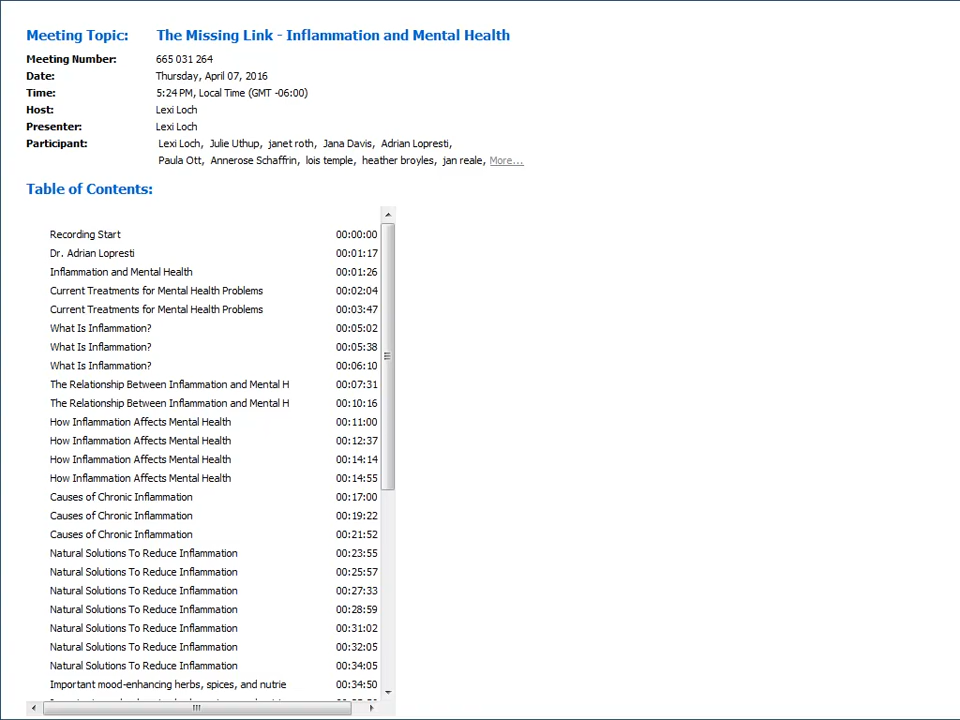 Meeting Topic: The Missing Link - Inflammation and Mental Health
Meeting Number: 665 031 264
Date: Thursday, April 07, 2016
Time: 5:24 PM, Local Time (GMT -06:00)
Host: Lexi Loch
Presenter: Lexi Loch
Participant: Lexi Loch, Julie Uthup, janet roth, Jana Davis, Adrian Lopresti,
Paula Ott, Annerose Schaffrin, lois temple, heather broyles, jan reale, More...
Table of Contents:
Recording Start 00:00:00
Dr. Adrian Lopresti 00:01:17
Inflammation and Mental Health 00:01:26
Current Treatments for Mental Health Problems 00:02:04
Current Treatments for Mental Health Problems 00:03:47
What Is Inflammation? 00:05:02
What Is Inflammation? 00:05:38
What Is Inflammation? 00:06:10
The Relationship Between Inflammation and Mental H 00:07:31
The Relationship Between Inflammation and Mental H 00:10:16
How Inflammation Affects Mental Health 00:11:00
How Inflammation Affects Mental Health 00:12:37
How Inflammation Affects Mental Health 00:14:14
How Inflammation Affects Mental Health 00:14:55
Causes of Chronic Inflammation 00:17:00
Causes of Chronic Inflammation 00:19:22
Causes of Chronic Inflammation 00:21:52
Natural Solutions To Reduce Inflammation 00:23:55
Natural Solutions To Reduce Inflammation 00:25:57
Natural Solutions To Reduce Inflammation 00:27:33
Natural Solutions To Reduce Inflammation 00:28:59
Natural Solutions To Reduce Inflammation 00:31:02
Natural Solutions To Reduce Inflammation 00:32:05
Natural Solutions To Reduce Inflammation 00:34:05
Important mood-enhancing herbs, spices, and nutrie 00:34:50